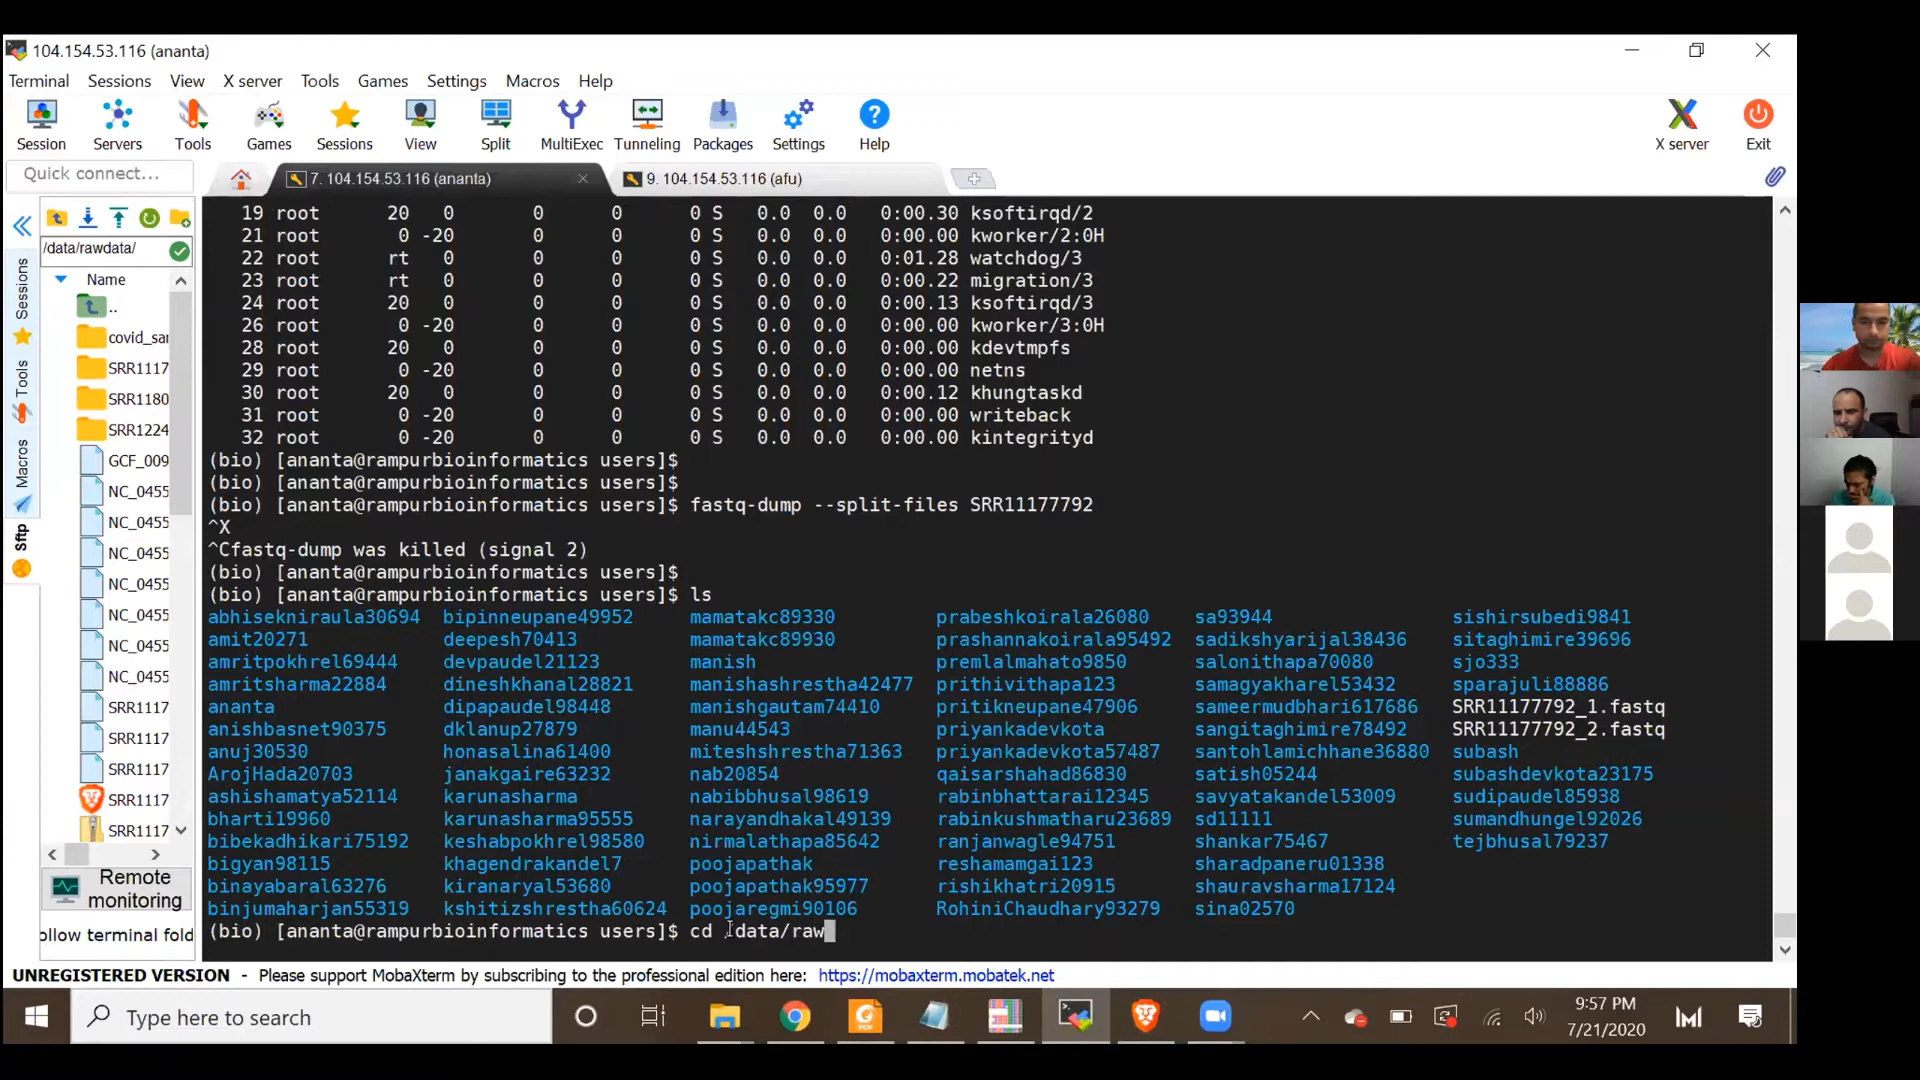 104.154.53.116 (ananta)
Terminal Sessions View X server Tools Games Settings Macros Help
Session Servers Tools Games Sessions View Split MultiExec Tunneling Packages Settings Help X server Exit
Quick connect...
7. 104.154.53.116 (ananta)
9. 104.154.53.116 (afu)
Sessions
Tools
Macros
Sftp
/data/rawdata/
Name
..
covid_sa
SRR1117
SRR1180
SRR1224
GCF_009
NC_0455
NC_0455
NC_0455
NC_0455
NC_0455
NC_0455
NC_0455
SRR1117
SRR1117
SRR1117
SRR1117
SRR1117
Remote
monitoring
ollow terminal fold
19 root 20 0 0 0 0 S 0.0 0.0 0:00.30 ksoftirqd/2
21 root 0 -20 0 0 0 S 0.0 0.0 0:00.00 kworker/2:0H
22 root rt 0 0 0 0 S 0.0 0.0 0:01.28 watchdog/3
23 root rt 0 0 0 0 S 0.0 0.0 0:00.22 migration/3
24 root 20 0 0 0 0 S 0.0 0.0 0:00.13 ksoftirqd/3
26 root 0 -20 0 0 0 S 0.0 0.0 0:00.00 kworker/3:0H
28 root 20 0 0 0 0 S 0.0 0.0 0:00.00 kdevtmpfs
29 root 0 -20 0 0 0 S 0.0 0.0 0:00.00 netns
30 root 20 0 0 0 0 S 0.0 0.0 0:00.12 khungtaskd
31 root 0 -20 0 0 0 S 0.0 0.0 0:00.00 writeback
32 root 0 -20 0 0 0 S 0.0 0.0 0:00.00 kintegrityd
(bio) [ananta@rampurbioinformatics users]$
(bio) [ananta@rampurbioinformatics users]$
(bio) [ananta@rampurbioinformatics users]$ fastq-dump --split-files SRR11177792
^X
^Cfastq-dump was killed (signal 2)
(bio) [ananta@rampurbioinformatics users]$
(bio) [ananta@rampurbioinformatics users]$ ls
abhisekniraula30694 bipinneupane49952 mamatakc89330 prabeshkoirala26080 sa93944 sishirsubedi9841
amit20271 deepesh70413 mamatakc89930 prashannakoirala95492 sadikshyarijal38436 sitaghimire39696
amritpokhrel69444 devpaudel21123 manish premlalmahato9850 salonithapa70080 sjo333
amritsharma22884 dineshkhanal28821 manishashrestha42477 prithivithapa123 samagyakharel53432 sparajuli88886
ananta dipapaudel98448 manishgautam74410 pritikneupane47906 sameermudbhari617686 SRR11177792_1.fastq
anishbasnet90375 dklanup27879 manu44543 priyankadevkota sangitaghimire78492 SRR11177792_2.fastq
anuj30530 honasalina61400 miteshshrestha71363 priyankadevkota57487 santohlamichhane36880 subash
ArojHada20703 janakgaire63232 nab20854 qaisarshahad86830 satish05244 subashdevkota23175
ashishamatya52114 karunasharma nabibbhusal98619 rabinbhattarai12345 savyatakandel53009 sudipaudel85938
bharti19960 karunasharma95555 narayandhakal49139 rabinkushmatharu23689 sd11111 sumandhungel92026
bibekadhikari75192 keshabpokhrel98580 nirmalathapa85642 ranjanwagle94751 shankar75467 tejbhusal79237
bigyan98115 khagendrakandel7 poojapathak reshamamgai123 sharadpaneru01338
binayabaral63276 kiranaryal53680 poojapathak95977 rishikhatri20915 shauravsharma17124
binjumaharjan55319 kshitizshrestha60624 poojaregmi90106 RohiniChaudhary93279 sina02570
(bio) [ananta@rampurbioinformatics users]$ cd /data/raw
UNREGISTERED VERSION - Please support MobaXterm by subscribing to the professional edition here: https://mobaxterm.mobatek.net
Type here to search
9:57 PM
7/21/2020